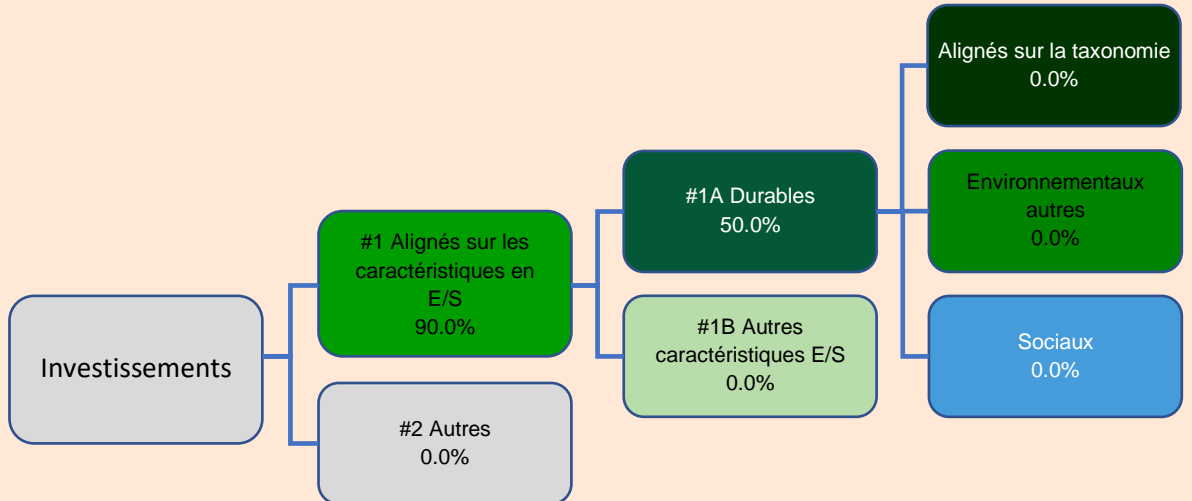 Investissements
#1 Alignés sur les
caractéristiques en
E/S
90.0%
#2 Autres
0.0%
#1A Durables
50.0%
#1B Autres
caractéristiques E/S
0.0%
Alignés sur la taxonomie
0.0%
Environnementaux
autres
0.0%
Sociaux
0.0%